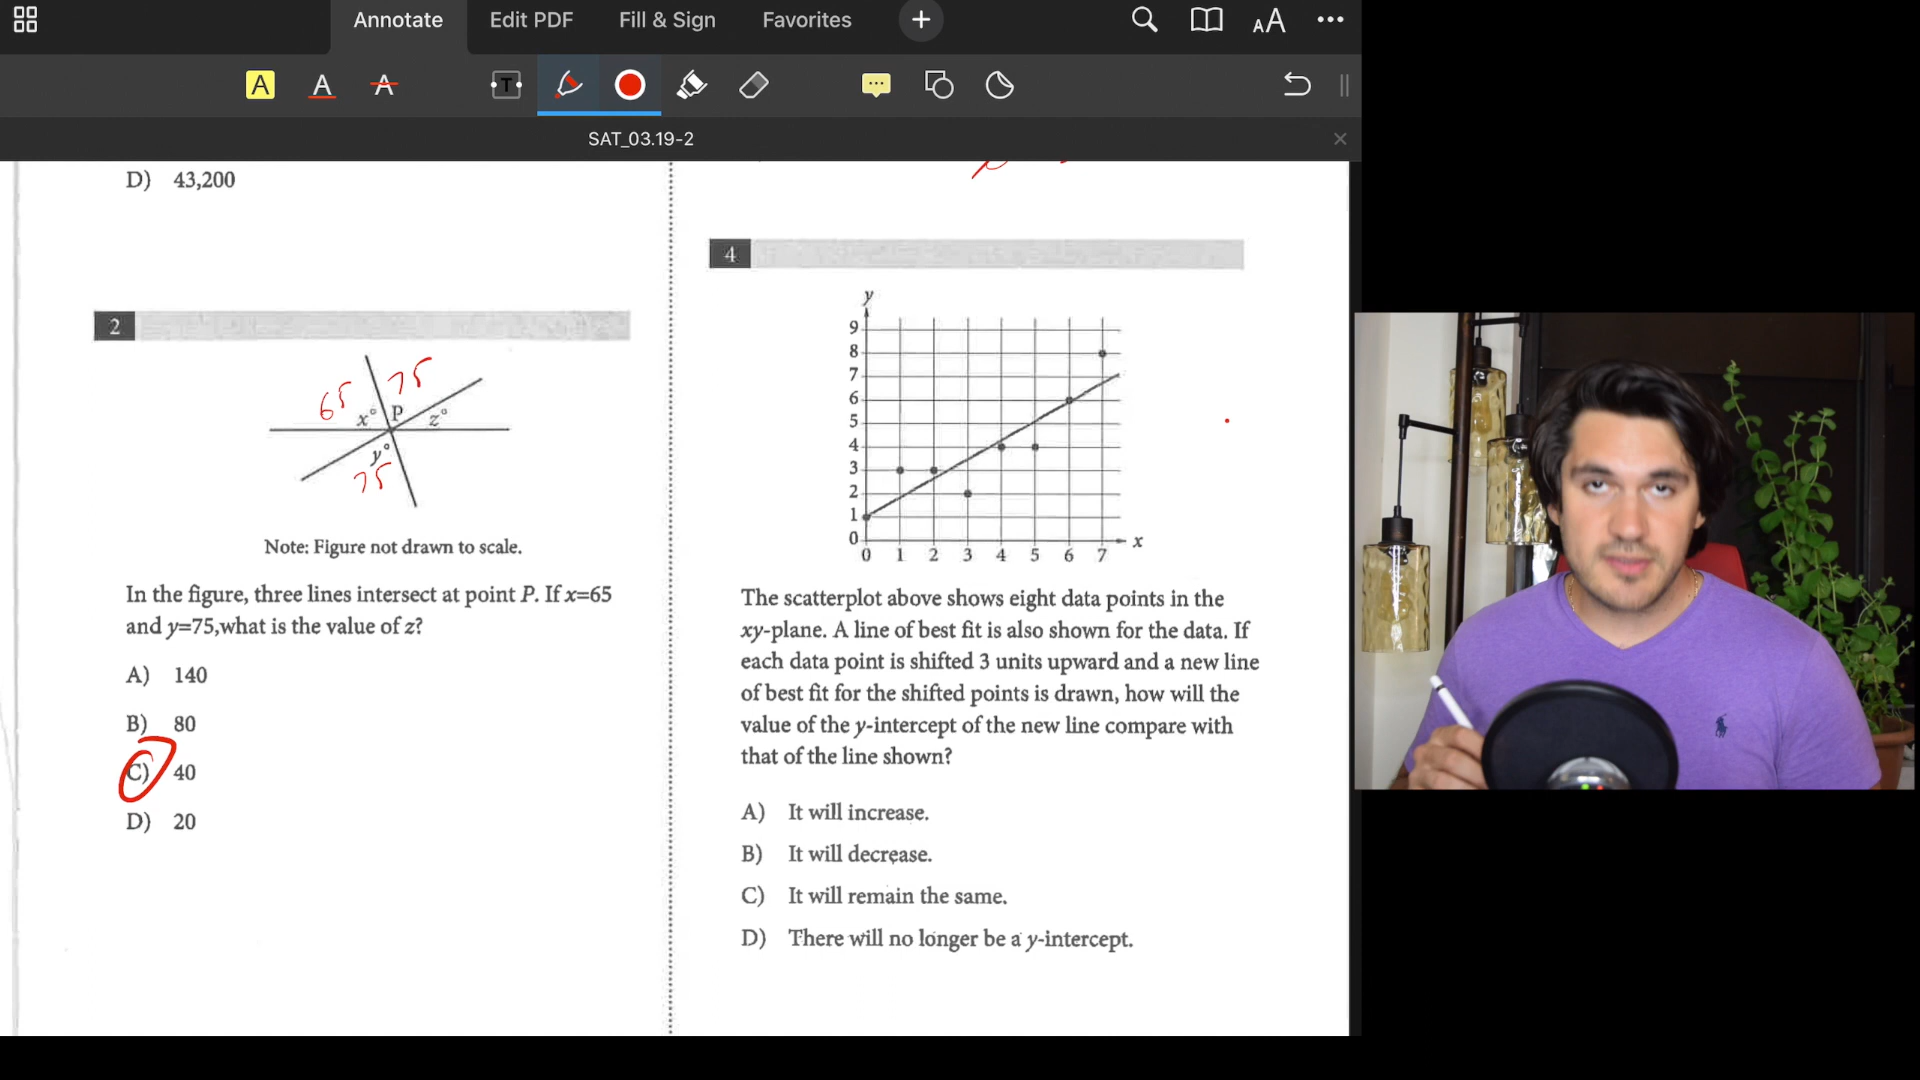 Annotate
Edit PDF
Fill & Sign
Favorites
+
AA
A
A
A
T
SAT_03.19-2
D) 43,200
2
65
75
x°
P
z°
y°
75
Note: Figure not drawn to scale.
In the figure, three lines intersect at point P. If x=65
and y=75,what is the value of z?
A) 140
B) 80
C) 40
D) 20
4
y
9
8
7
6
5
4
3
2
1
0
0 1 2 3 4 5 6 7
x
The scatterplot above shows eight data points in the
xy-plane. A line of best fit is also shown for the data. If
each data point is shifted 3 units upward and a new line
of best fit for the shifted points is drawn, how will the
value of the y-intercept of the new line compare with
that of the line shown?
A) It will increase.
B) It will decrease.
C) It will remain the same.
D) There will no longer be a y-intercept.